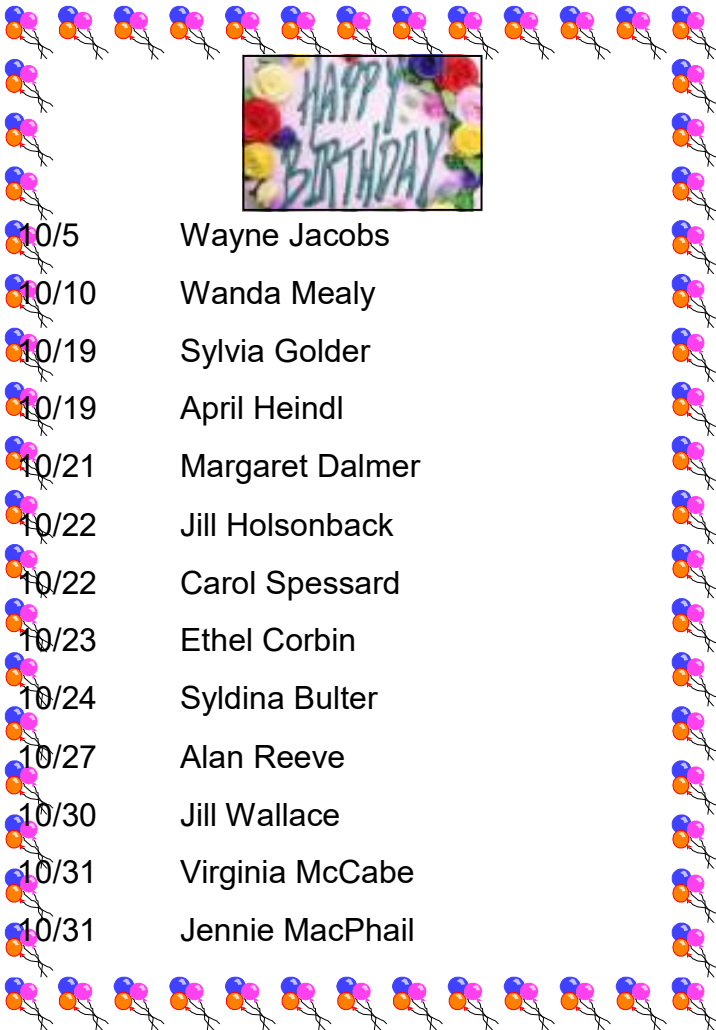 HAPPY
BIRTHDAY
10/5 Wayne Jacobs
10/10 Wanda Mealy
10/19 Sylvia Golder
10/19 April Heindl
10/21 Margaret Dalmer
10/22 Jill Holsonback
10/22 Carol Spessard
10/23 Ethel Corbin
10/24 Syldina Bulter
10/27 Alan Reeve
10/30 Jill Wallace
10/31 Virginia McCabe
10/31 Jennie MacPhail